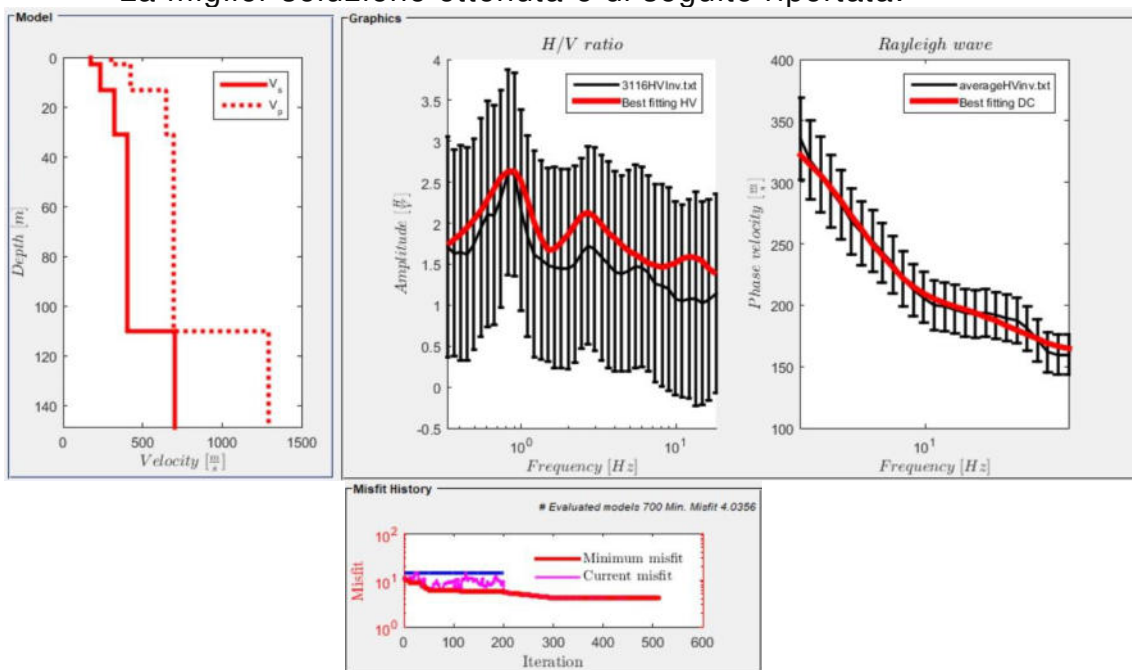 La miglior soluzione ottenuta è di seguito riportata:
Model
0
20
40
60
80
100
120
140
Depth [m]
0 500 1000 1500
Velocity [m/s]
V_s
V_p
Graphics
H/V ratio
4
3.5
3
2.5
2
1.5
1
0.5
0
-0.5
Amplitude [H/V]
10^0 10^1
Frequency [Hz]
3116HVInv.txt
Best fitting HV
Rayleigh wave
400
350
300
250
200
150
100
Phase velocity [m/s]
10^1
Frequency [Hz]
averageHVinv.txt
Best fitting DC
Misfit History
# Evaluated models 700 Min. Misfit 4.0356
10^2
10^1
10^0
Misfit
Minimum misfit
Current misfit
0 100 200 300 400 500 600
Iteration